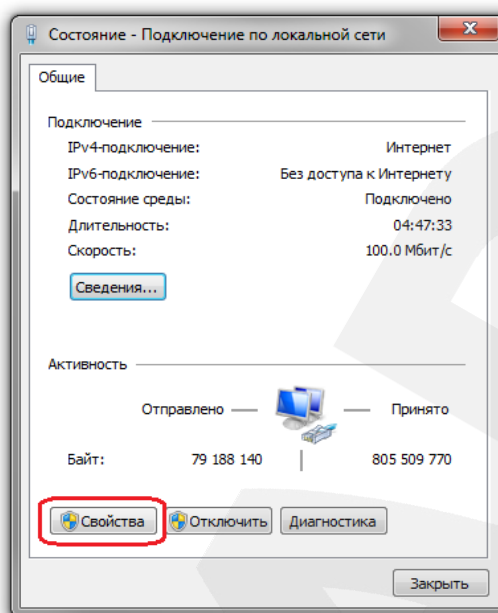 Состояние - Подключение по локальной сети
x
Общие
Подключение
IPv4-подключение: Интернет
IPv6-подключение: Без доступа к Интернету
Состояние среды: Подключено
Длительность: 04:47:33
Скорость: 100.0 Мбит/с
Сведения...
Активность
Отправлено — Принято
Байт: 79 188 140 | 805 509 770
Свойства Отключить Диагностика
Закрыть